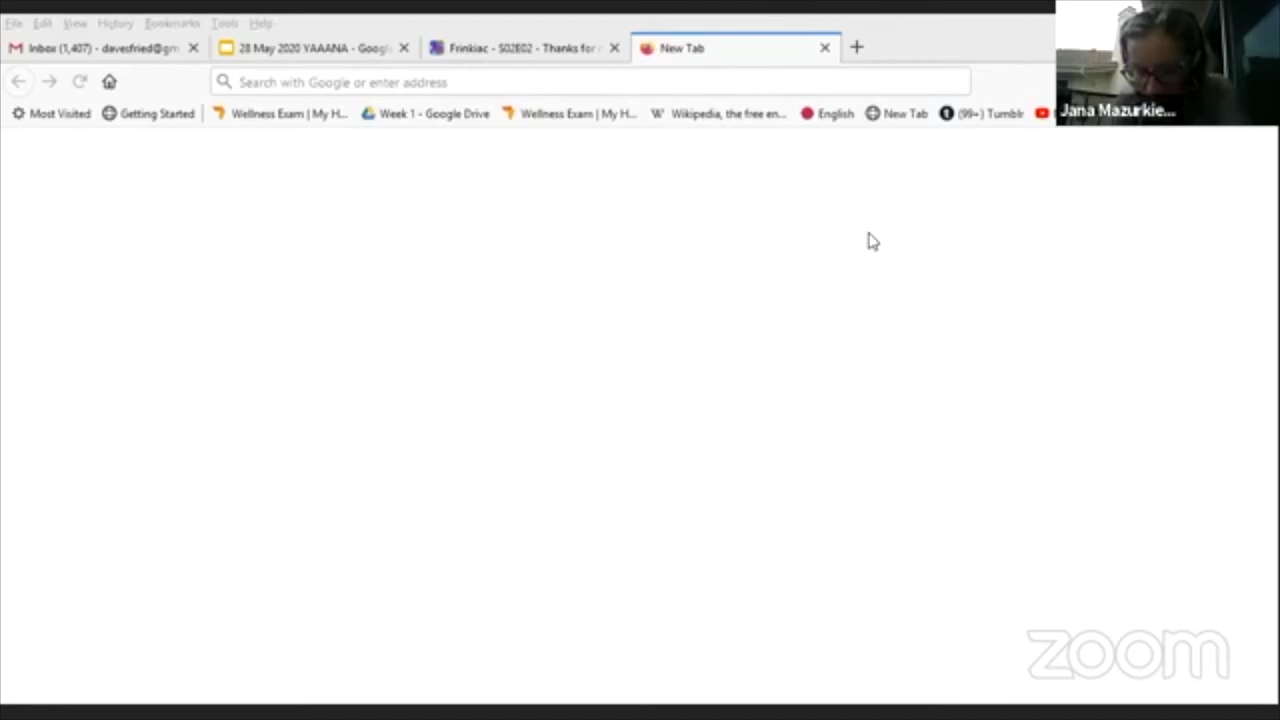 File Edit View History Bookmarks Tools Help
Inbox (1,407) - davesfried@gm 28 May 2020 YAAANA - Googl Frinkiac - S02E02 - Thanks for New Tab
Search with Google or enter address
Most Visited Getting Started Wellness Exam | My H... Week 1 - Google Drive Wellness Exam | My H... Wikipedia, the free en... English New Tab (99+) Tumblr
Jana Mazurkie...
zoom